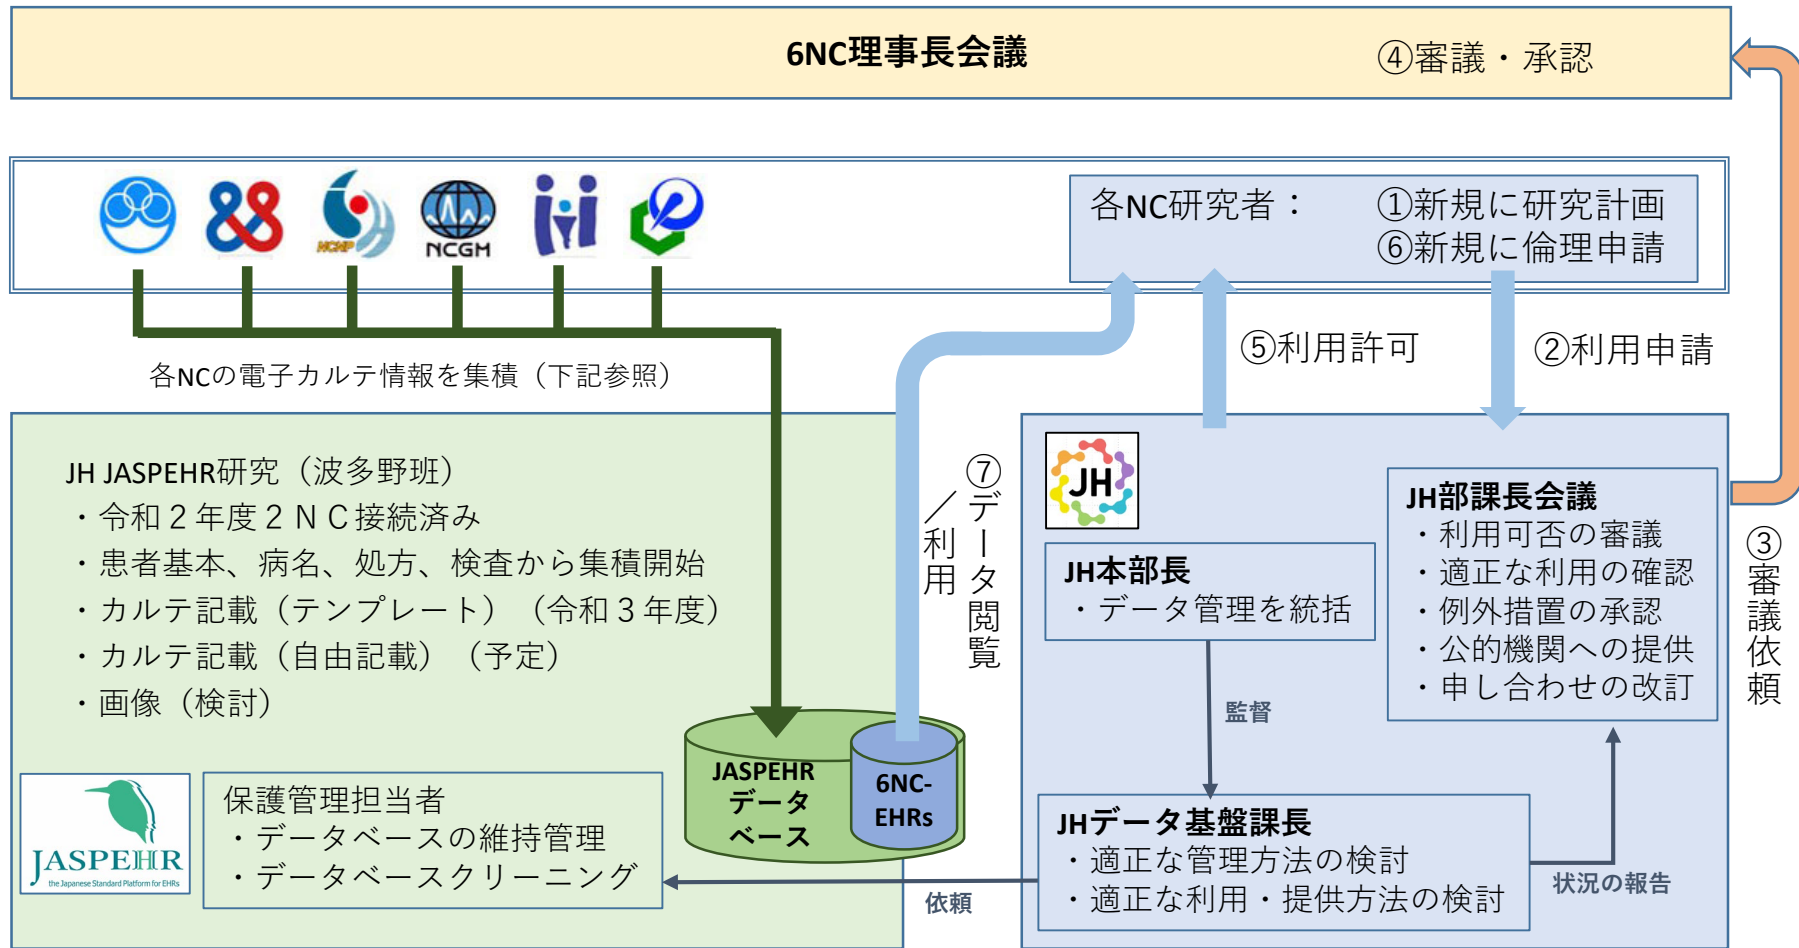 6NC理事長会議
④審議・承認
NCNP
NCGM
各NC研究者：
①新規に研究計画
⑥新規に倫理申請
各NCの電子カルテ情報を集積（下記参照）
⑤利用許可
②利用申請
③審議依頼
⑦データ閲覧
／利用
JH JASPEHR研究（波多野班）
・令和２年度２ＮＣ接続済み
・患者基本、病名、処方、検査から集積開始
・カルテ記載（テンプレート）（令和３年度）
・カルテ記載（自由記載）（予定）
・画像（検討）
JASPEHR
データ
ベース
6NC-
EHRs
JASPEHR
the Japanese Standard Platform for EHRs
保護管理担当者
・データベースの維持管理
・データベースクリーニング
JH
JH本部長
・データ管理を統括
JH部課長会議
・利用可否の審議
・適正な利用の確認
・例外措置の承認
・公的機関への提供
・申し合わせの改訂
監督
JHデータ基盤課長
・適正な管理方法の検討
・適正な利用・提供方法の検討
依頼
状況の報告